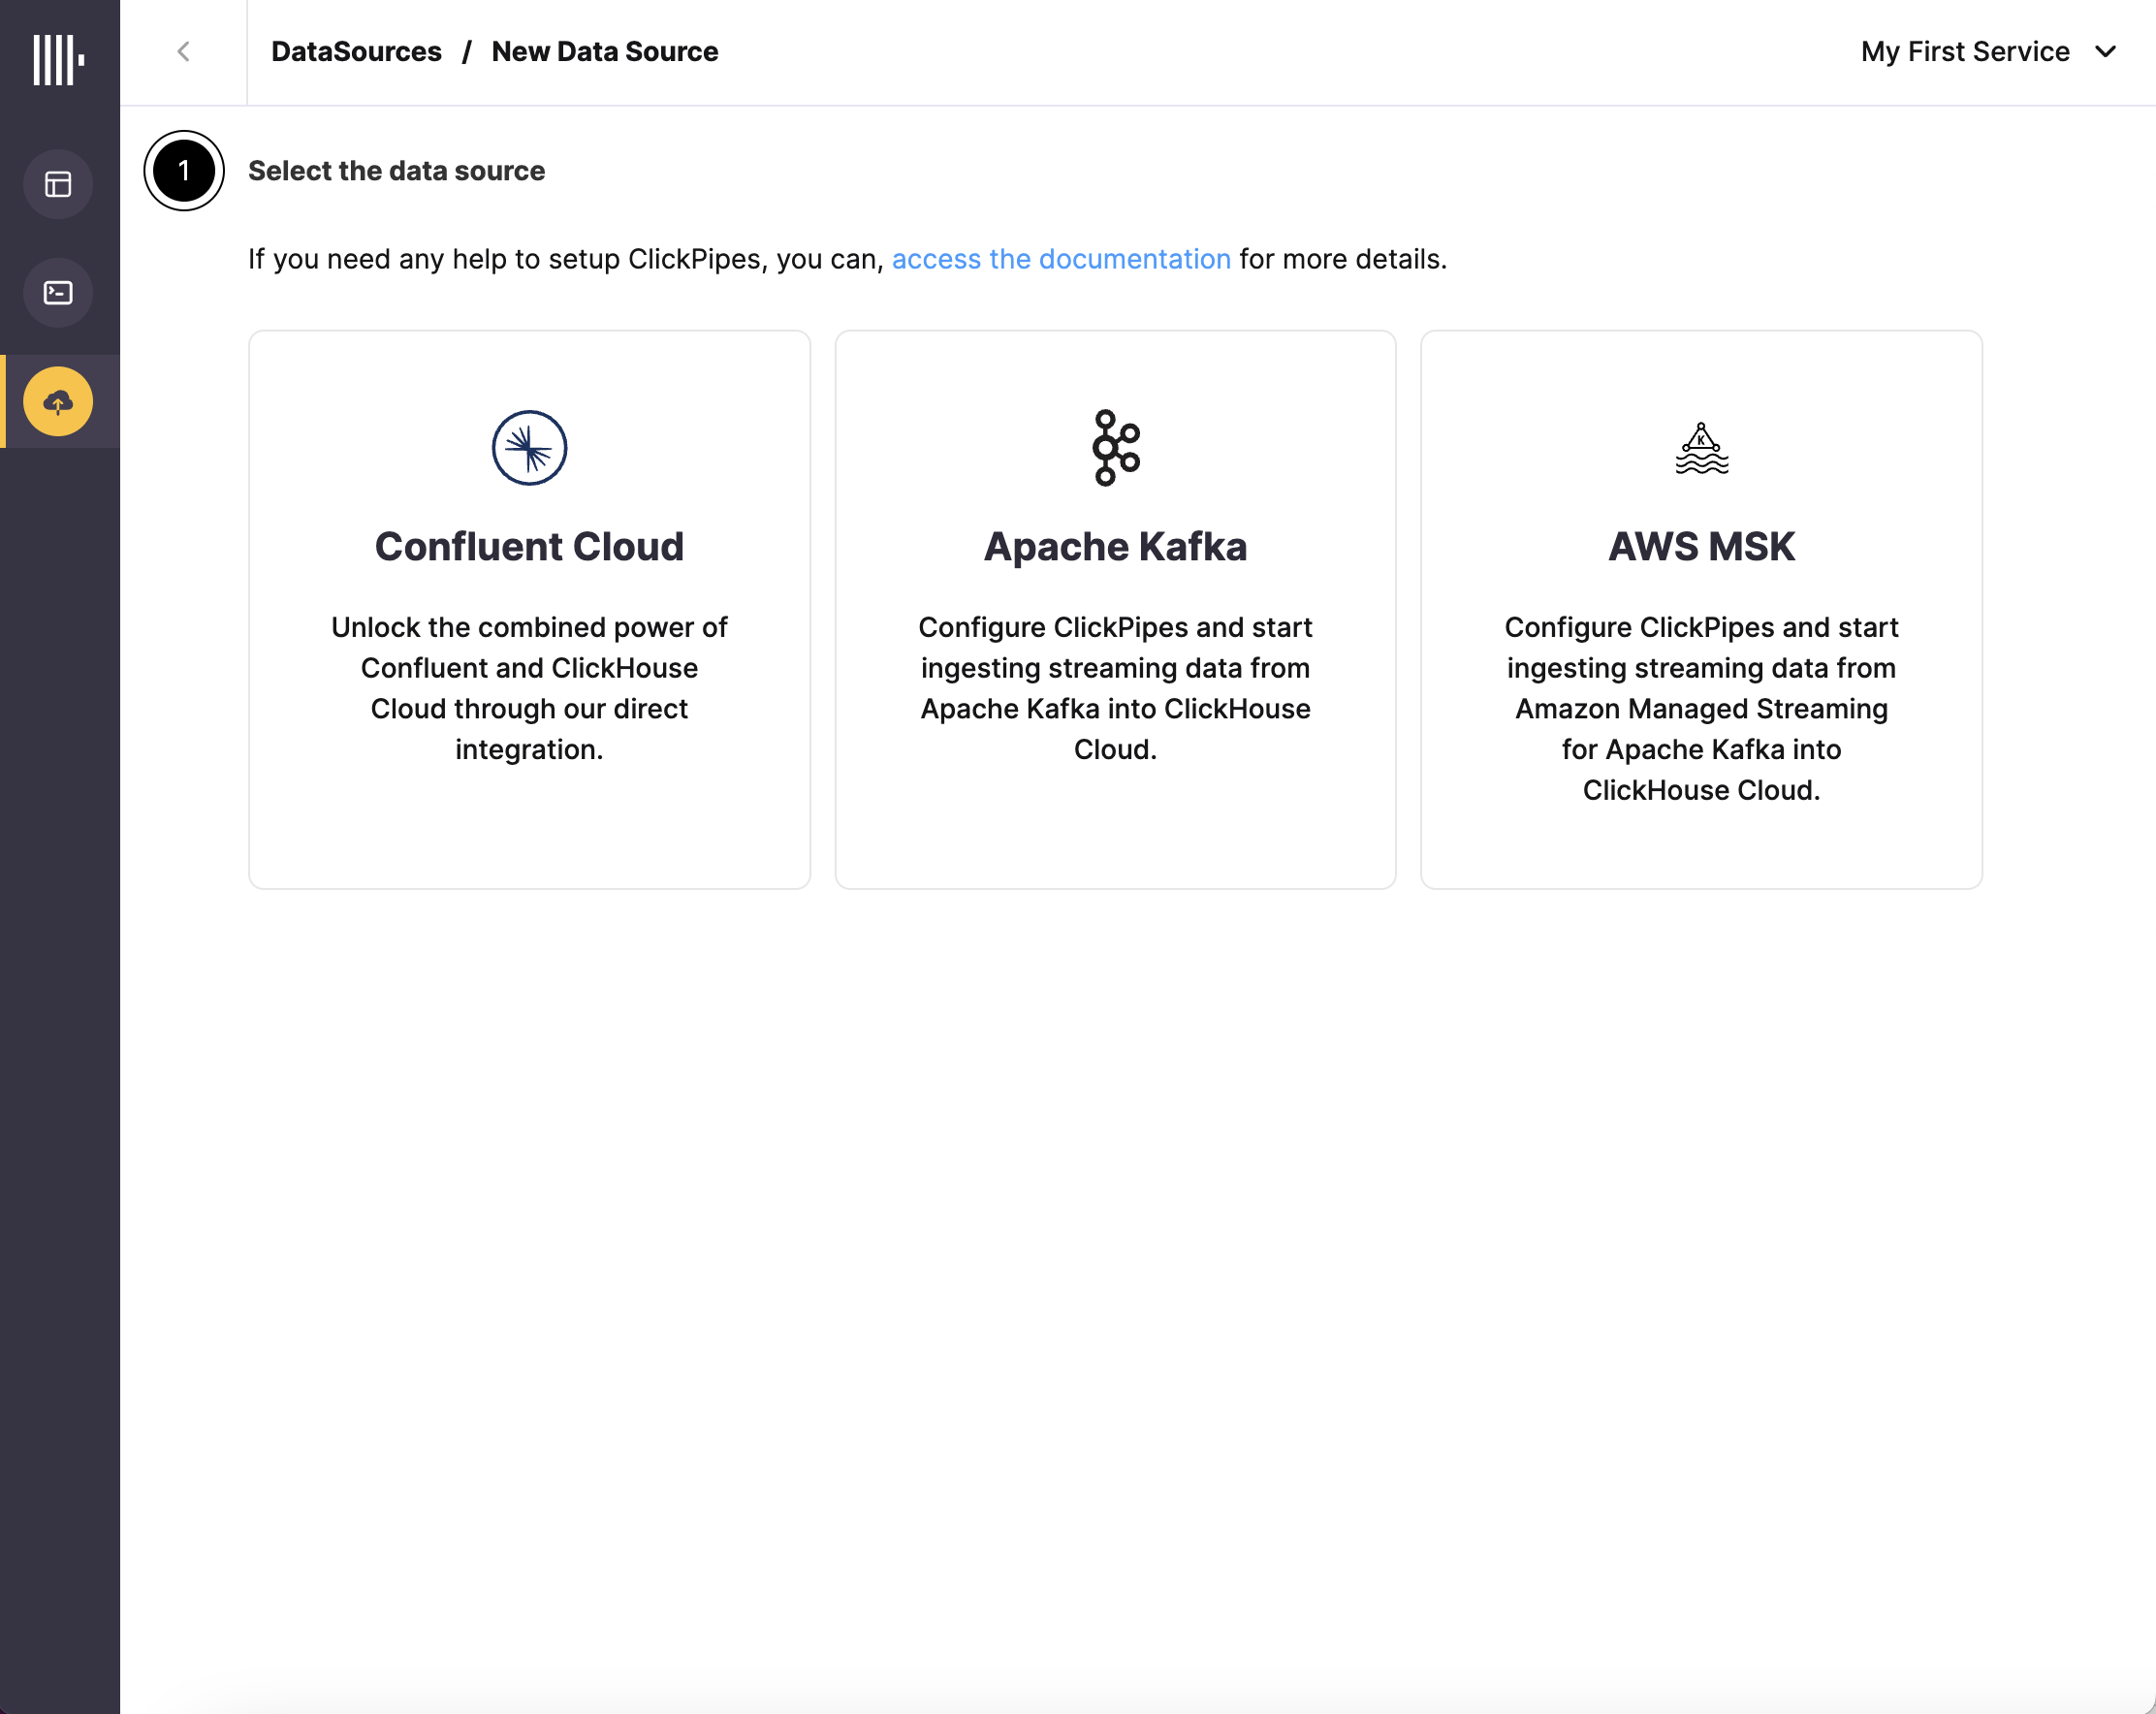 DataSources / New Data Source
My First Service
1
Select the data source
If you need any help to setup ClickPipes, you can, access the documentation for more details.
Confluent Cloud
Unlock the combined power of
Confluent and ClickHouse
Cloud through our direct
integration.
Apache Kafka
Configure ClickPipes and start
ingesting streaming data from
Apache Kafka into ClickHouse
Cloud.
K
AWS MSK
Configure ClickPipes and start
ingesting streaming data from
Amazon Managed Streaming
for Apache Kafka into
ClickHouse Cloud.